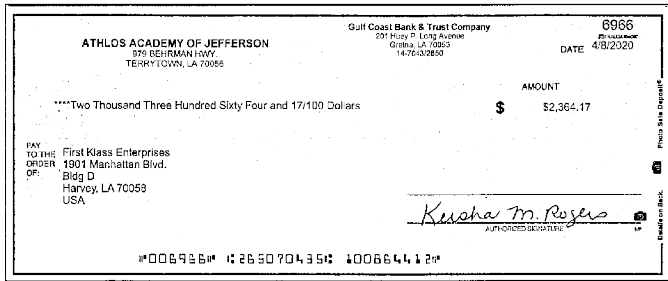 Gulf Coast Bank & Trust Company
201 Huey P. Long Avenue
Gretna, LA 70053
14-7043/2650
6966
DATE 4/8/2020
ATHLOS ACADEMY OF JEFFERSON
979 BEHRMAN HWY.
TERRYTOWN, LA 70056
AMOUNT
****Two Thousand Three Hundred Sixty Four and 17/100 Dollars
$ $2,364.17
PAY
TO THE
ORDER
OF:
First Klass Enterprises
1901 Manhattan Blvd.
Bldg D
Harvey, LA 70058
USA
Keisha M. Rogers
AUTHORIZED SIGNATURE
MP
Photo Safe Deposit®
Details on Back.
⑈006966⑈ ⑆265070435⑆ 100864412⑈